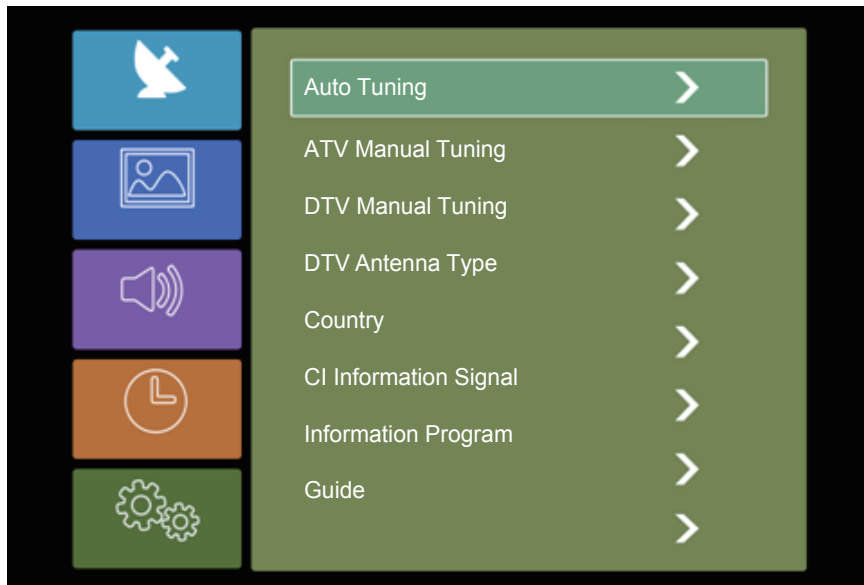 Auto Tuning
ATV Manual Tuning
DTV Manual Tuning
DTV Antenna Type
Country
CI Information Signal
Information Program
Guide